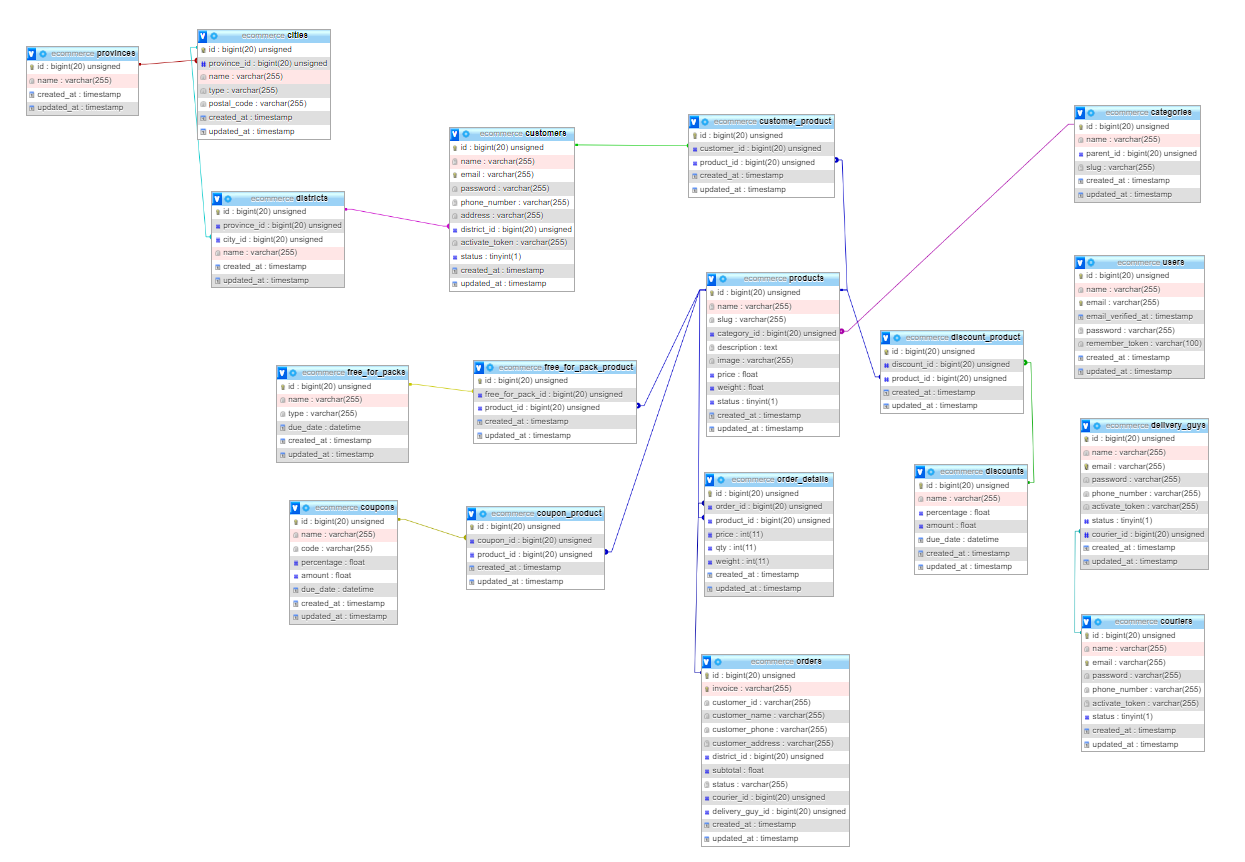 ecommerce provinces
id : bigint(20) unsigned
name : varchar(255)
created_at : timestamp
updated_at : timestamp
ecommerce cities
id : bigint(20) unsigned
province_id : bigint(20) unsigned
name : varchar(255)
type : varchar(255)
postal_code : varchar(255)
created_at : timestamp
updated_at : timestamp
ecommerce districts
id : bigint(20) unsigned
province_id : bigint(20) unsigned
city_id : bigint(20) unsigned
name : varchar(255)
created_at : timestamp
updated_at : timestamp
ecommerce customers
id : bigint(20) unsigned
name : varchar(255)
email : varchar(255)
password : varchar(255)
phone_number : varchar(255)
address : varchar(255)
district_id : bigint(20) unsigned
activate_token : varchar(255)
status : tinyint(1)
created_at : timestamp
updated_at : timestamp
ecommerce customer_product
id : bigint(20) unsigned
customer_id : bigint(20) unsigned
product_id : bigint(20) unsigned
created_at : timestamp
updated_at : timestamp
ecommerce categories
id : bigint(20) unsigned
name : varchar(255)
parent_id : bigint(20) unsigned
slug : varchar(255)
created_at : timestamp
updated_at : timestamp
ecommerce users
id : bigint(20) unsigned
name : varchar(255)
email : varchar(255)
email_verified_at : timestamp
password : varchar(255)
remember_token : varchar(100)
created_at : timestamp
updated_at : timestamp
ecommerce products
id : bigint(20) unsigned
name : varchar(255)
slug : varchar(255)
category_id : bigint(20) unsigned
description : text
image : varchar(255)
price : float
weight : float
status : tinyint(1)
created_at : timestamp
updated_at : timestamp
ecommerce discount_product
id : bigint(20) unsigned
discount_id : bigint(20) unsigned
product_id : bigint(20) unsigned
created_at : timestamp
updated_at : timestamp
ecommerce free_for_packs
id : bigint(20) unsigned
name : varchar(255)
type : varchar(255)
due_date : datetime
created_at : timestamp
updated_at : timestamp
ecommerce free_for_pack_product
id : bigint(20) unsigned
free_for_pack_id : bigint(20) unsigned
product_id : bigint(20) unsigned
created_at : timestamp
updated_at : timestamp
ecommerce coupons
id : bigint(20) unsigned
name : varchar(255)
code : varchar(255)
percentage : float
amount : float
due_date : datetime
created_at : timestamp
updated_at : timestamp
ecommerce coupon_product
id : bigint(20) unsigned
coupon_id : bigint(20) unsigned
product_id : bigint(20) unsigned
created_at : timestamp
updated_at : timestamp
ecommerce order_details
id : bigint(20) unsigned
order_id : bigint(20) unsigned
product_id : bigint(20) unsigned
price : int(11)
qty : int(11)
weight : int(11)
created_at : timestamp
updated_at : timestamp
ecommerce discounts
id : bigint(20) unsigned
name : varchar(255)
percentage : float
amount : float
due_date : datetime
created_at : timestamp
updated_at : timestamp
ecommerce delivery_guys
id : bigint(20) unsigned
name : varchar(255)
email : varchar(255)
password : varchar(255)
phone_number : varchar(255)
activate_token : varchar(255)
status : tinyint(1)
courier_id : bigint(20) unsigned
created_at : timestamp
updated_at : timestamp
ecommerce couriers
id : bigint(20) unsigned
name : varchar(255)
email : varchar(255)
password : varchar(255)
phone_number : varchar(255)
activate_token : varchar(255)
status : tinyint(1)
created_at : timestamp
updated_at : timestamp
ecommerce orders
id : bigint(20) unsigned
invoice : varchar(255)
customer_id : varchar(255)
customer_name : varchar(255)
customer_phone : varchar(255)
customer_address : varchar(255)
district_id : bigint(20) unsigned
subtotal : float
status : varchar(255)
courier_id : bigint(20) unsigned
delivery_guy_id : bigint(20) unsigned
created_at : timestamp
updated_at : timestamp